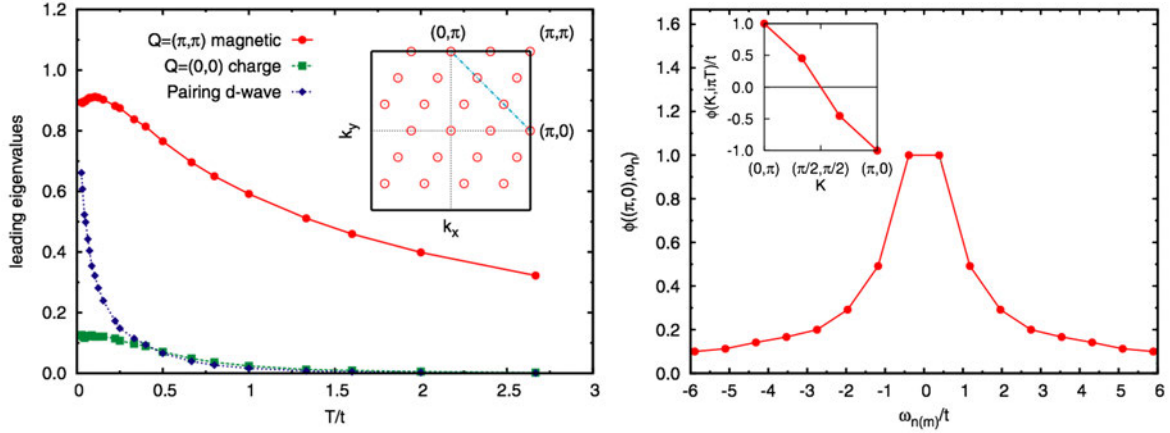 1.2
1.0
0.8
0.6
0.4
0.2
0.0
leading eigenvalues
Q=(π,π) magnetic
Q=(0,0) charge
Pairing d-wave
(0,π)
(π,π)
(π,0)
k_y
k_x
0 0.5 1 1.5 2 2.5 3
T/t
1.6
1.4
1.2
1.0
0.8
0.6
0.4
0.2
0.0
ϕ((π,0),ω_n)
1.0
0.5
0.0
-0.5
-1.0
ϕ(K,iπT)/t
(0,π) (π/2,π/2) (π,0)
K
-6 -5 -4 -3 -2 -1 0 1 2 3 4 5 6
ω_n(m)/t